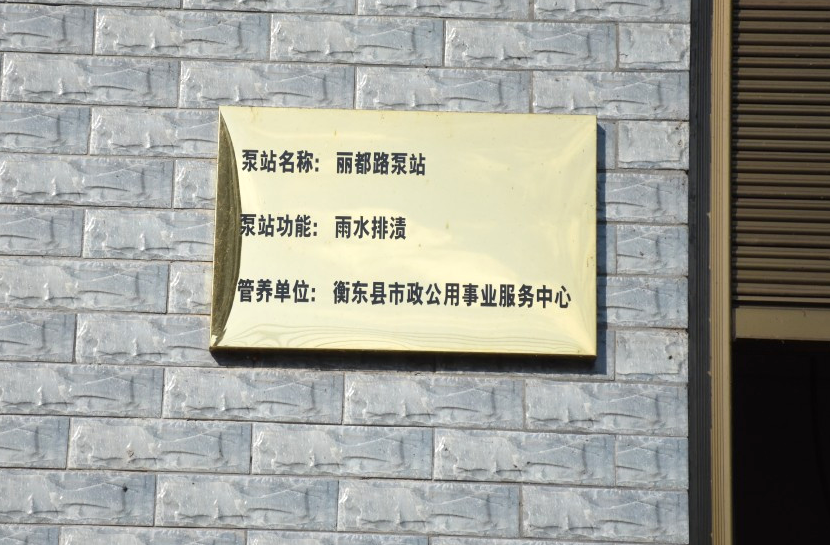 泵站名称：丽都路泵站
泵站功能：雨水排渍
管养单位：衡东县市政公用事业服务中心